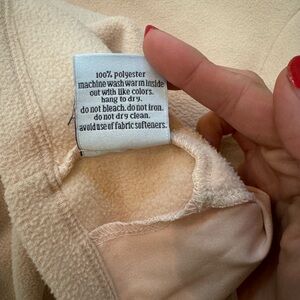 100% polyester
machine wash warm inside
out with like colors.
hang to dry.
do not bleach. do not iron.
do not dry clean.
avoid use of fabric softeners.